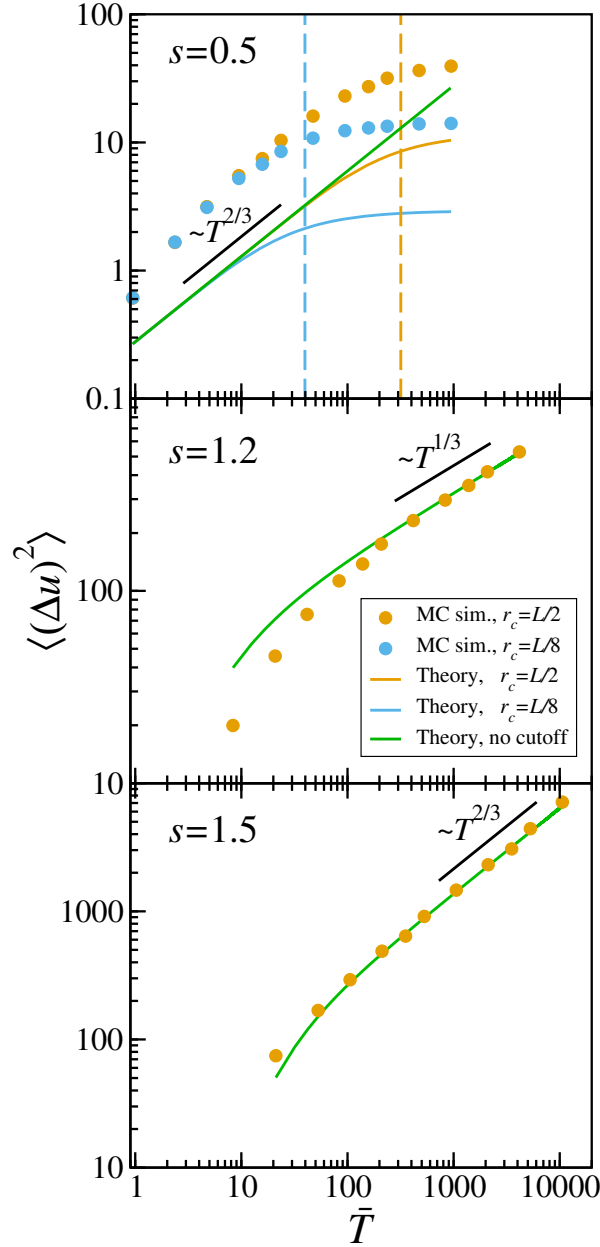 s=0.5
100
10
1
0.1
~T^{2/3}
s=1.2
100
10
~T^{1/3}
⟨(Δu)^2⟩
MC sim., r_c=L/2
MC sim., r_c=L/8
Theory, r_c=L/2
Theory, r_c=L/8
Theory, no cutoff
s=1.5
1000
100
10
~T^{2/3}
1 10 100 1000 10000
T̄